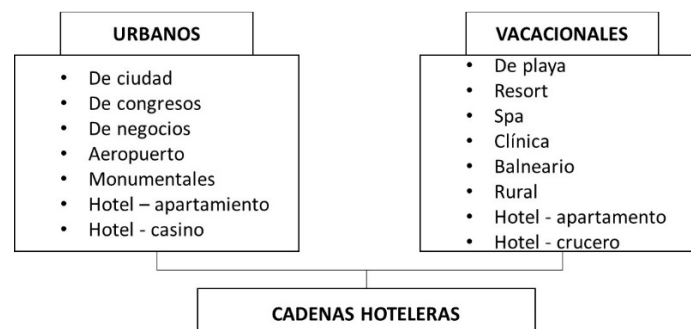 URBANOS
• De ciudad
• De congresos
• De negocios
• Aeropuerto
• Monumentales
• Hotel – apartamiento
• Hotel - casino
VACACIONALES
• De playa
• Resort
• Spa
• Clínica
• Balneario
• Rural
• Hotel - apartamento
• Hotel - crucero
CADENAS HOTELERAS